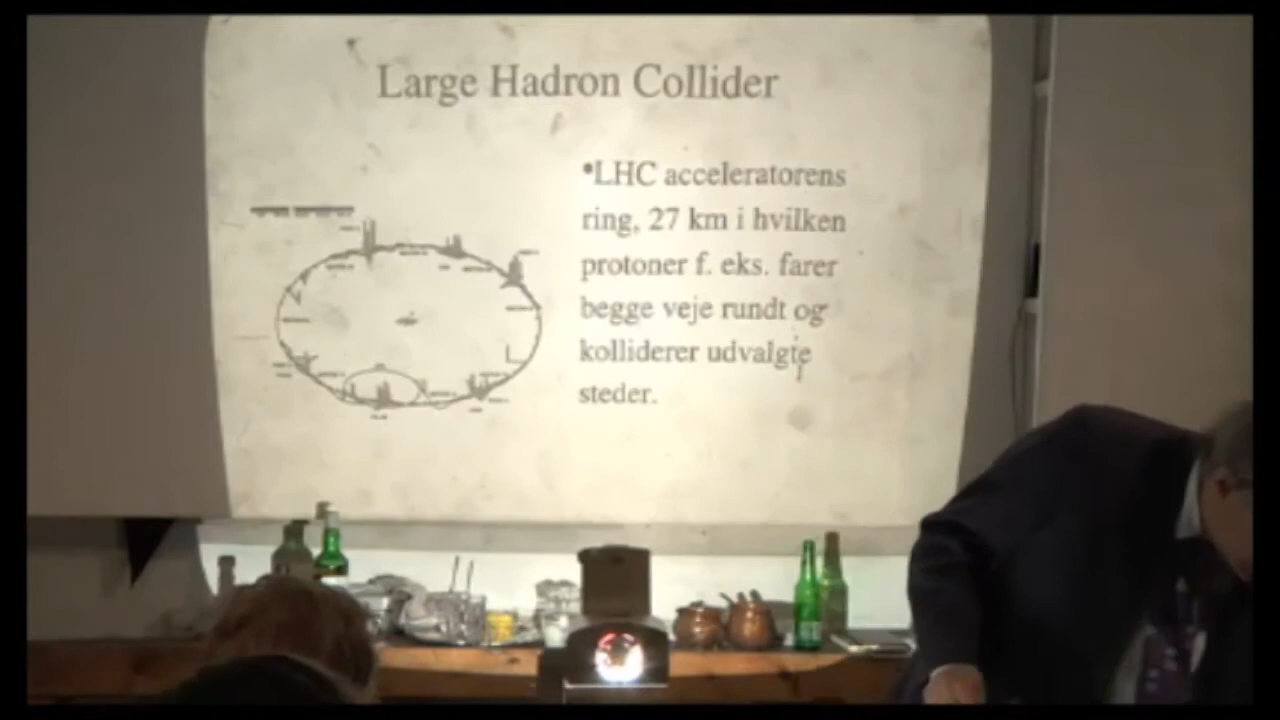 Large Hadron Collider
•LHC acceleratorens
ring, 27 km i hvilken
protoner f. eks. farer
begge veje rundt og
kolliderer udvalgte
steder.